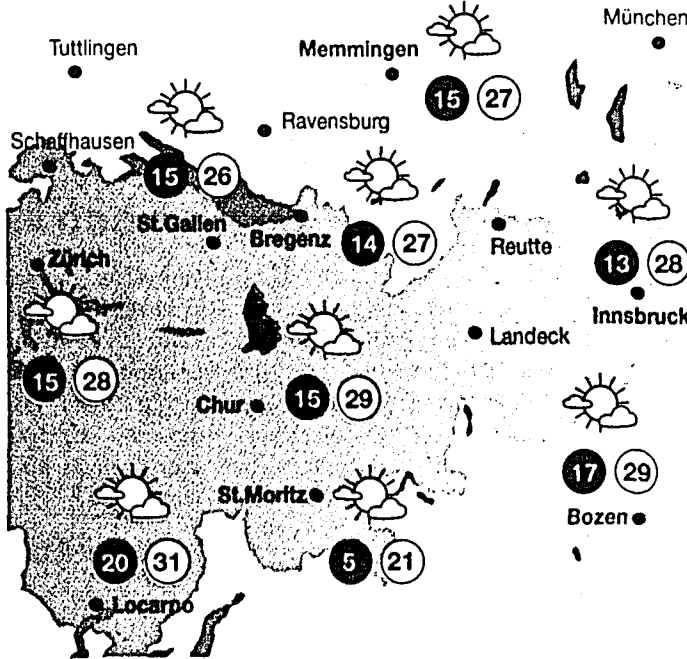 München
Tuttlingen
Memmingen
15 27
Ravensburg
Schaffhausen
15 26
St.Gallen
Bregenz
14 27
Reutte
Zürich
13 28
Innsbruck
Landeck
15 28
Chur
15 29
17 29
St.Moritz
Bozen
20 31
5 21
Locarpo